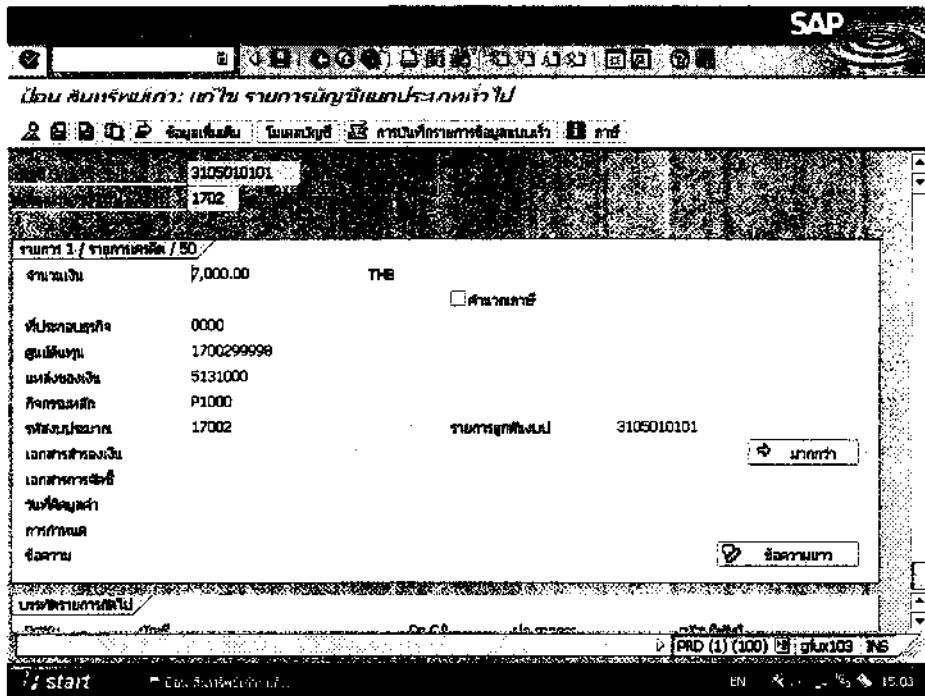 SAP
ป้อน สินทรัพย์เก่า: แก้ไข รายการบัญชีแยกประเภททั่วไป
ข้อมูลเพิ่มเติม โมเดลบัญชี การบันทึกรายการข้อมูลแบบเร็ว ภาษี
3105010101
1702
รายการ 1 / รายการเครดิต / 50
จำนวนเงิน 7,000.00 THB
คำนวณภาษี
ที่ประกอบธุรกิจ 0000
ศูนย์ต้นทุน 1700299998
แหล่งของเงิน 5131000
กิจกรรมหลัก P1000
รหัสงบประมาณ 17002 รายการผูกพันงบป 3105010101
เอกสารสำรองเงิน มากกว่า
เอกสารการจัดซื้อ
วันที่คิดมูลค่า
การกำหนด
ข้อความ ข้อความยาว
บรรทัดรายการถัดไป
PRD (1) (100) gfux103 INS
start EN 15:03